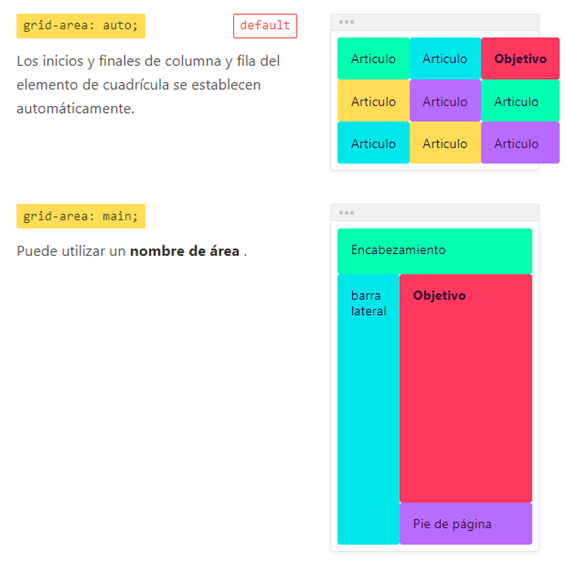 grid-area: auto;
default
Los inicios y finales de columna y fila del
elemento de cuadrícula se establecen
automáticamente.
Articulo Articulo Objetivo
Articulo Articulo Articulo
Articulo Articulo Articulo
grid-area: main;
Puede utilizar un nombre de área .
Encabezamiento
barra
lateral
Objetivo
Pie de página